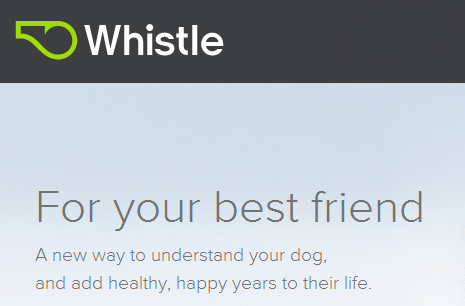 Whistle
For your best friend
A new way to understand your dog,
and add healthy, happy years to their life.